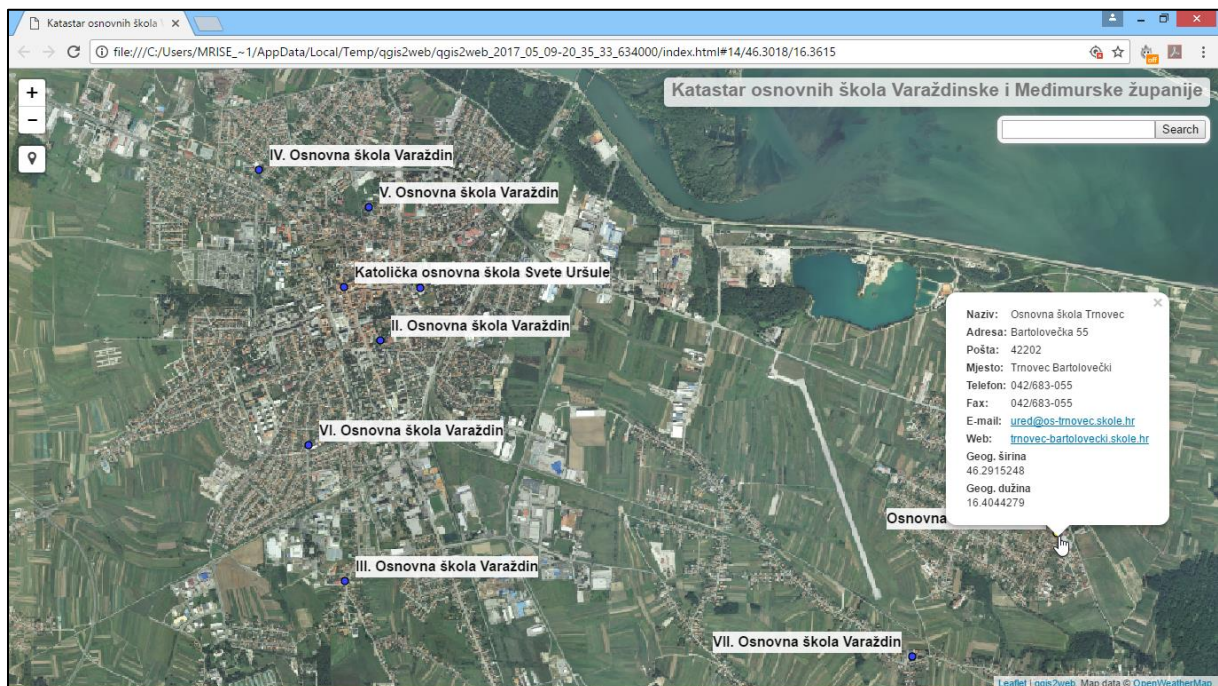 Katastar osnovnih škola
file:///C:/Users/MRISE_~1/AppData/Local/Temp/qgis2web/qgis2web_2017_05_09-20_35_33_634000/index.html#14/46.3018/16.3615
off
+
−
Katastar osnovnih škola Varaždinske i Međimurske županije
Search
IV. Osnovna škola Varaždin
V. Osnovna škola Varaždin
Katolička osnovna škola Svete Uršule
II. Osnovna škola Varaždin
VI. Osnovna škola Varaždin
III. Osnovna škola Varaždin
VII. Osnovna škola Varaždin
Naziv: Osnovna škola Trnovec
Adresa: Bartolovečka 55
Pošta: 42202
Mjesto: Trnovec Bartolovečki
Telefon: 042/683-055
Fax: 042/683-055
E-mail: ured@os-trnovec.skole.hr
Web: trnovec-bartolovecki.skole.hr
Geog. širina
46.2915248
Geog. dužina
16.4044279
Osnovna
Leaflet | qgis2web, Map data © OpenWeatherMap